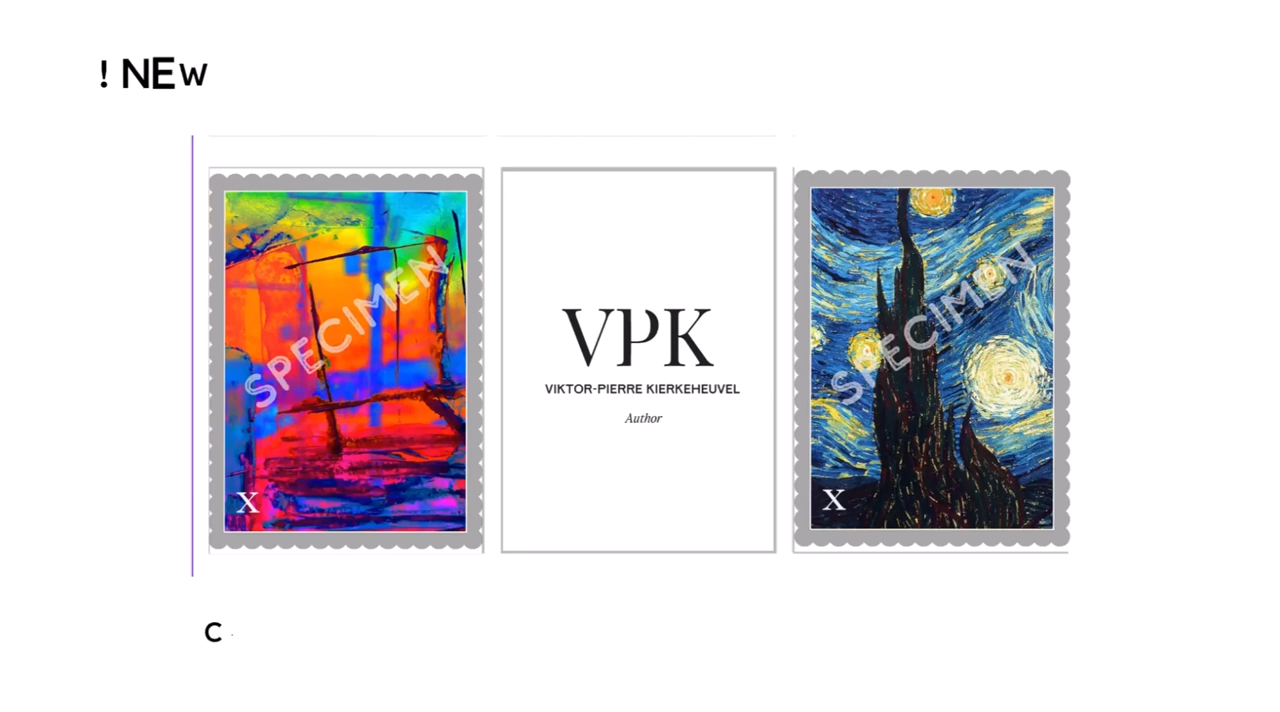 ! NEw
SPECIMEN
X
VPK
VIKTOR-PIERRE KIERKEHEUVEL
Author
SPECIMEN
X
C